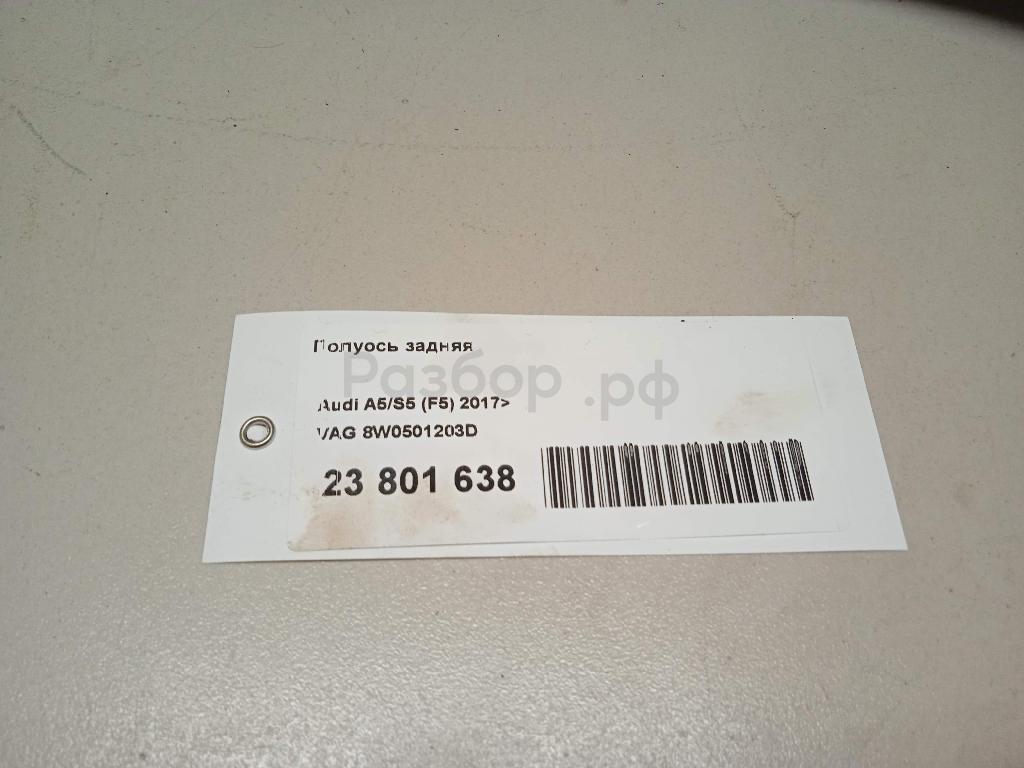 Полуось задняя
Разбор.рф
Audi A5/S5 (F5) 2017>
VAG 8W0501203D
23 801 638